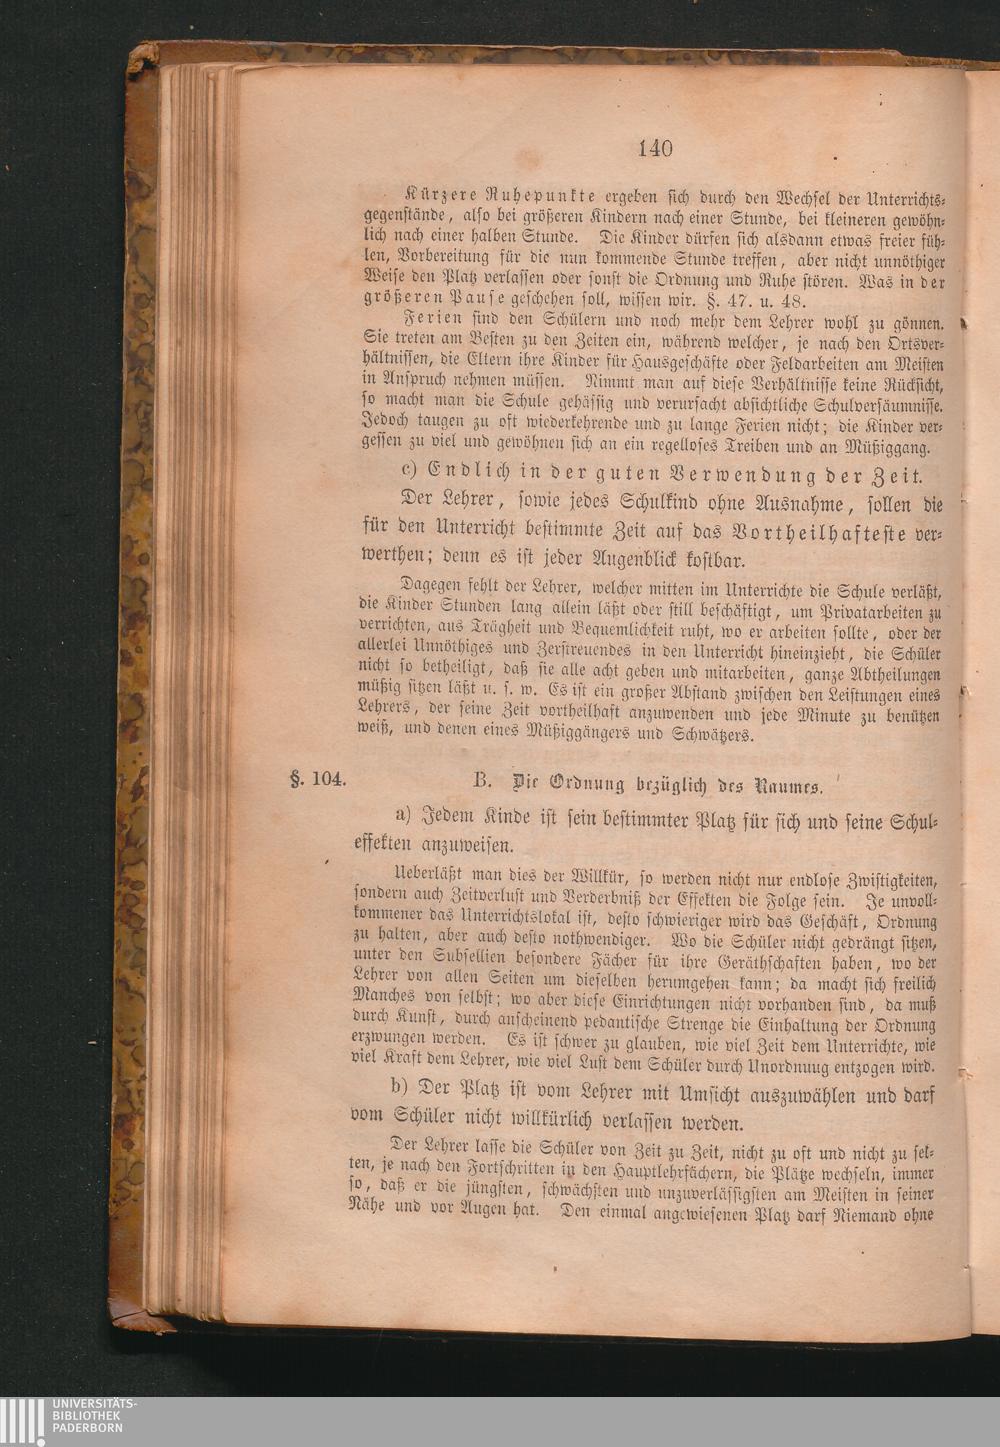 140
Kürzere Ruhepunkte ergeben sich durch den Wechsel der Unterrichts-
gegenstände, also bei größeren Kindern nach einer Stunde, bei kleineren gewöhn-
lich nach einer halben Stunde. Die Kinder dürfen sich alsdann etwas freier füh-
len, Vorbereitung für die nun kommende Stunde treffen, aber nicht unnöthiger
Weise den Platz verlassen oder sonst die Ordnung und Ruhe stören. Was in der
größeren Pause geschehen soll, wissen wir. §. 47. u. 48.
Ferien sind den Schülern und noch mehr dem Lehrer wohl zu gönnen.
Sie treten am Besten zu den Zeiten ein, während welcher, je nach den Ortsver-
hältnissen, die Eltern ihre Kinder für Hausgeschäfte oder Feldarbeiten am Meisten
in Anspruch nehmen müssen. Nimmt man auf diese Verhältnisse keine Rücksicht,
so macht man die Schule gehässig und verursacht absichtliche Schulversäumnisse.
Jedoch taugen zu oft wiederkehrende und zu lange Ferien nicht; die Kinder ver-
gessen zu viel und gewöhnen sich an ein regelloses Treiben und an Müßiggang.
c) Endlich in der guten Verwendung der Zeit.
Der Lehrer, sowie jedes Schulkind ohne Ausnahme, sollen die
für den Unterricht bestimmte Zeit auf das Vortheilhafteste ver-
werthen; denn es ist jeder Augenblick kostbar.
Dagegen fehlt der Lehrer, welcher mitten im Unterrichte die Schule verläßt,
die Kinder Stunden lang allein läßt oder still beschäftigt, um Privatarbeiten zu
verrichten, aus Trägheit und Bequemlichkeit ruht, wo er arbeiten sollte, oder der
allerlei Unnöthiges und Zerstreuendes in den Unterricht hineinzieht, die Schüler
nicht so betheiligt, daß sie alle acht geben und mitarbeiten, ganze Abtheilungen
müßig sitzen läßt u. s. w. Es ist ein großer Abstand zwischen den Leistungen eines
Lehrers, der seine Zeit vortheilhaft anzuwenden und jede Minute zu benützen
weiß, und denen eines Müßiggängers und Schwätzers.
§. 104. B. Die Ordnung bezüglich des Raumes.
a) Jedem Kinde ist sein bestimmter Platz für sich und seine Schul-
effekten anzuweisen.
Ueberläßt man dies der Willkür, so werden nicht nur endlose Zwistigkeiten,
sondern auch Zeitverlust und Verderbniß der Effekten die Folge sein. Je unvoll-
kommener das Unterrichtslokal ist, desto schwieriger wird das Geschäft, Ordnung
zu halten, aber auch desto nothwendiger. Wo die Schüler nicht gedrängt sitzen,
unter den Subsellien besondere Fächer für ihre Geräthschaften haben, wo der
Lehrer von allen Seiten um dieselben herumgehen kann; da macht sich freilich
Manches von selbst; wo aber diese Einrichtungen nicht vorhanden sind, da muß
durch Kunst, durch anscheinend pedantische Strenge die Einhaltung der Ordnung
erzwungen werden. Es ist schwer zu glauben, wie viel Zeit dem Unterrichte, wie
viel Kraft dem Lehrer, wie viel Lust dem Schüler durch Unordnuug entzogen wird.
b) Der Platz ist vom Lehrer mit Umsicht auszuwählen und darf
vom Schüler nicht willkürlich verlassen werden.
Der Lehrer lasse die Schüler von Zeit zu Zeit, nicht zu oft und nicht zu sel-
ten, je nach den Fortschritten in den Hauptlehrfächern, die Plätze wechseln, immer
so, daß er die jüngsten, schwächsten und unzuverlässigsten am Meisten in seiner
Nähe und vor Augen hat. Den einmal angewiesenen Platz darf Niemand ohne
UNIVERSITÄTS-
BIBLIOTHEK
PADERBORN